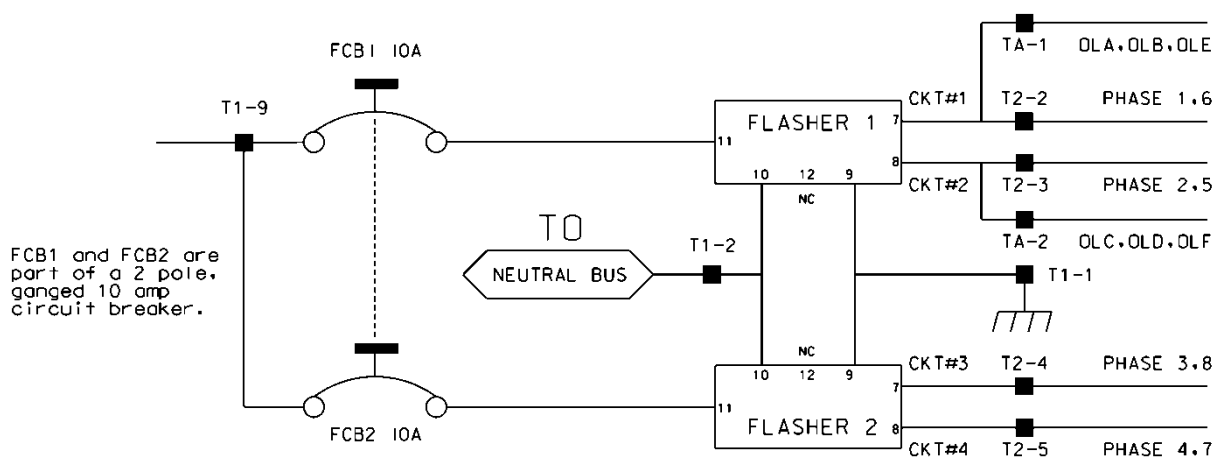 FCB1 10A
T1-9
FCB1 and FCB2 are
part of a 2 pole,
ganged 10 amp
circuit breaker.
FCB2 10A
TO
NEUTRAL BUS
T1-2
FLASHER 1
11
7
8
10
12
9
NC
CKT#1
CKT#2
TA-1
OLA.OLB.OLE
T2-2
PHASE 1.6
T2-3
PHASE 2.5
TA-2
OLC.OLD.OLF
T1-1
NC
10
12
9
11
7
8
FLASHER 2
CKT#3
T2-4
PHASE 3.8
CKT#4
T2-5
PHASE 4.7